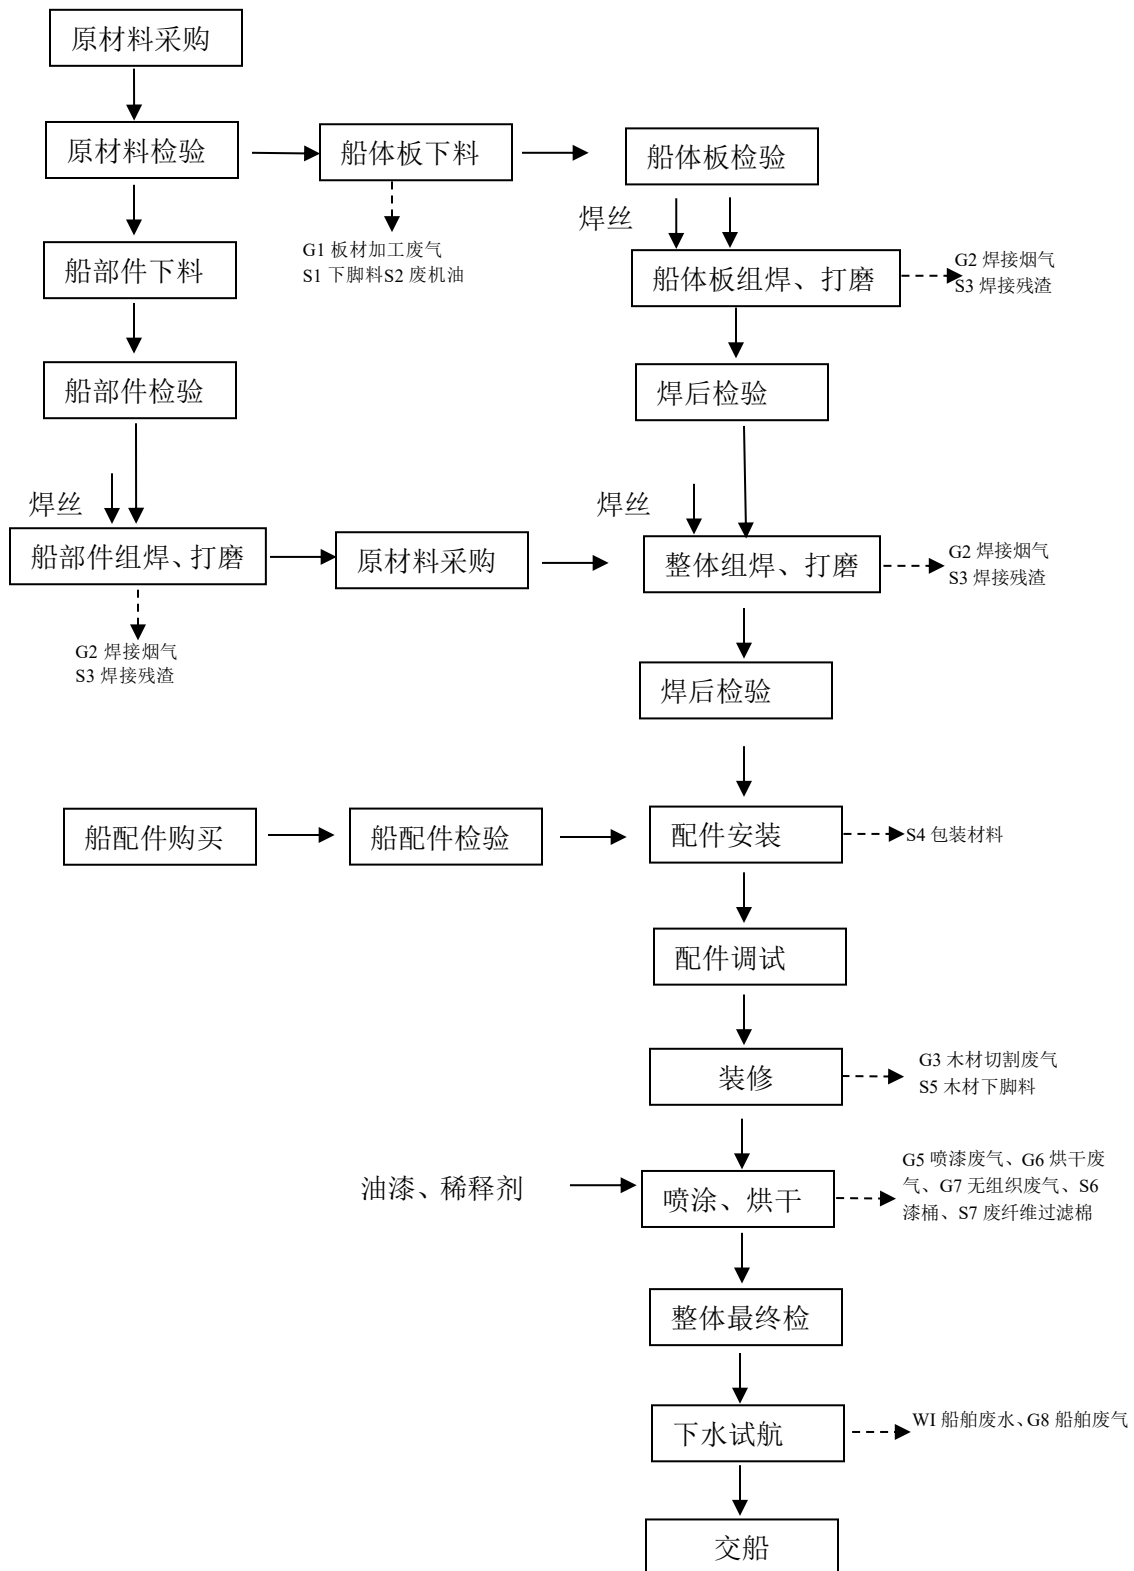 原材料采购
原材料检验
船体板下料
船体板检验
焊丝
G1 板材加工废气
S1 下脚料S2 废机油
船部件下料
船体板组焊、打磨
G2 焊接烟气
S3 焊接残渣
船部件检验
焊后检验
焊丝
焊丝
船部件组焊、打磨
原材料采购
整体组焊、打磨
G2 焊接烟气
S3 焊接残渣
G2 焊接烟气
S3 焊接残渣
焊后检验
船配件购买
船配件检验
配件安装
S4 包装材料
配件调试
装修
G3 木材切割废气
S5 木材下脚料
油漆、稀释剂
喷涂、烘干
G5 喷漆废气、G6 烘干废
气、G7 无组织废气、S6
漆桶、S7 废纤维过滤棉
整体最终检
下水试航
WI 船舶废水、G8 船舶废气
交船